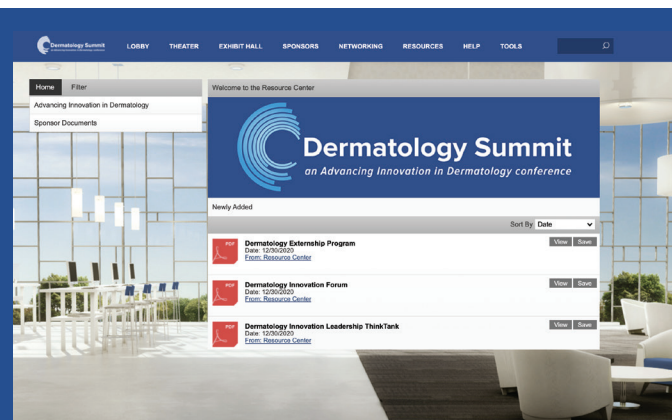 Dermatology Summit
LOBBY THEATER EXHIBIT HALL SPONSORS NETWORKING RESOURCES HELP TOOLS
Home Filter
Advancing Innovation in Dermatology
Sponsor Documents
Welcome to the Resource Center
Dermatology Summit
an Advancing Innovation in Dermatology conference
Newly Added
Sort By Date
PDF
Dermatology Externship Program
Date: 12/30/2020
From: Resource Center
View Save
PDF
Dermatology Innovation Forum
Date: 12/30/2020
From: Resource Center
View Save
PDF
Dermatology Innovation Leadership ThinkTank
Date: 12/30/2020
From: Resource Center
View Save